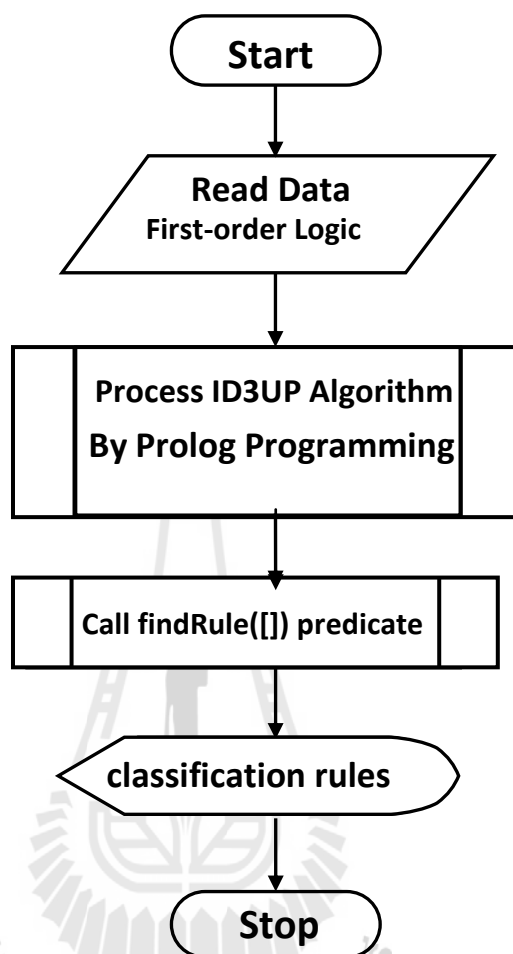 Start
Read Data
First-order Logic
Process ID3UP Algorithm
By Prolog Programming
Call findRule([]) predicate
classification rules
Stop